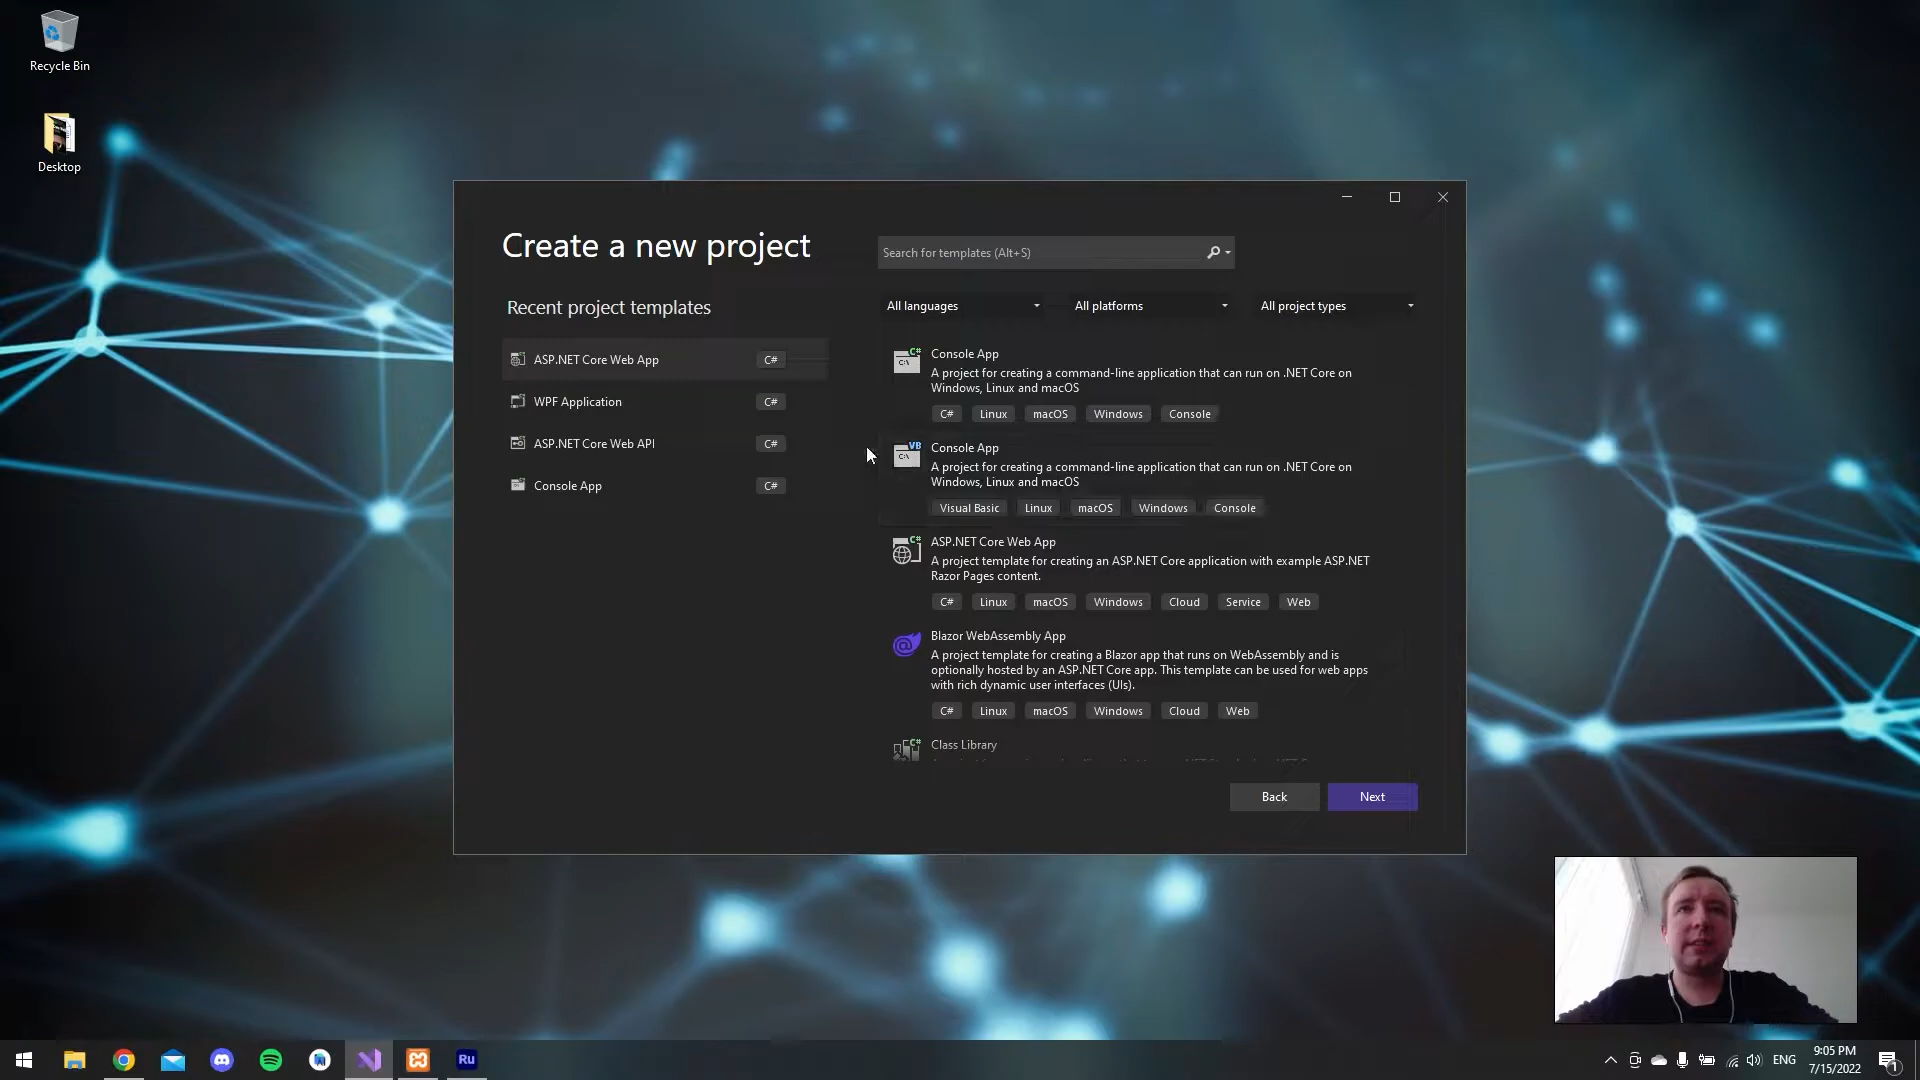 Recycle Bin
Desktop
Create a new project
Search for templates (Alt+S)
Recent project templates
ASP.NET Core Web App C#
WPF Application C#
ASP.NET Core Web API C#
Console App C#
All languages All platforms All project types
C#
Console App
A project for creating a command-line application that can run on .NET Core on
Windows, Linux and macOS
C# Linux macOS Windows Console
VB
Console App
A project for creating a command-line application that can run on .NET Core on
Windows, Linux and macOS
Visual Basic Linux macOS Windows Console
C#
ASP.NET Core Web App
A project template for creating an ASP.NET Core application with example ASP.NET
Razor Pages content.
C# Linux macOS Windows Cloud Service Web
Blazor WebAssembly App
A project template for creating a Blazor app that runs on WebAssembly and is
optionally hosted by an ASP.NET Core app. This template can be used for web apps
with rich dynamic user interfaces (UIs).
C# Linux macOS Windows Cloud Web
C#
Class Library
Back Next
Ru
ENG
9:05 PM
7/15/2022
1